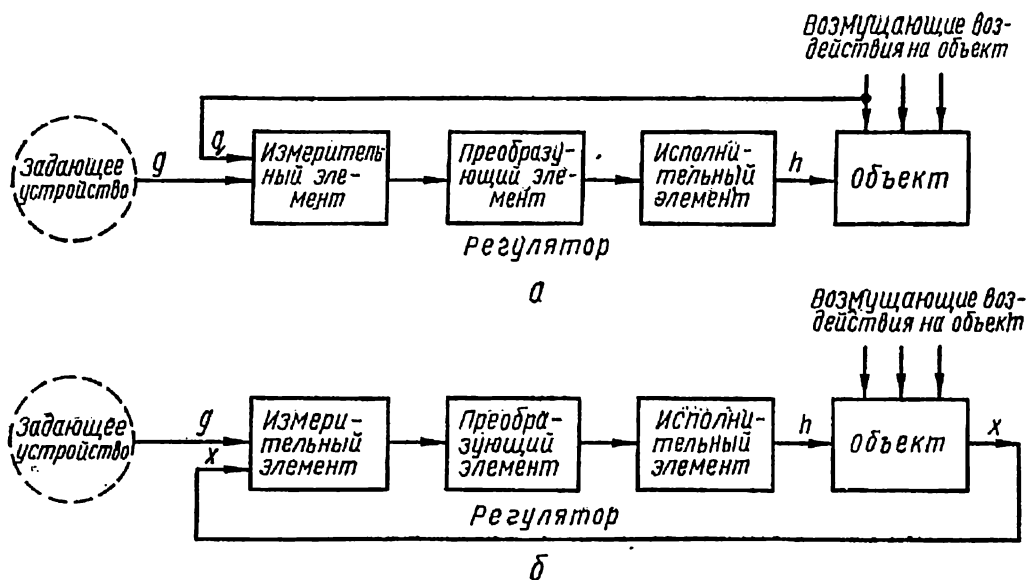 Возмущающие воз-
действия на объект
Задающее
устройство
g
q
Измеритель
ный эле-
мент
Преобразу-
ющий эле-
мент
Исполни-
тельный
элемент
h
Объект
Регулятор
а
Возмущающие воз-
действия на объект
Задающее
устройство
g
x
Измери-
тельный
элемент
Преобра-
зующий
элемент
Исполни-
тельный
элемент
h
Объект
x
Регулятор
б